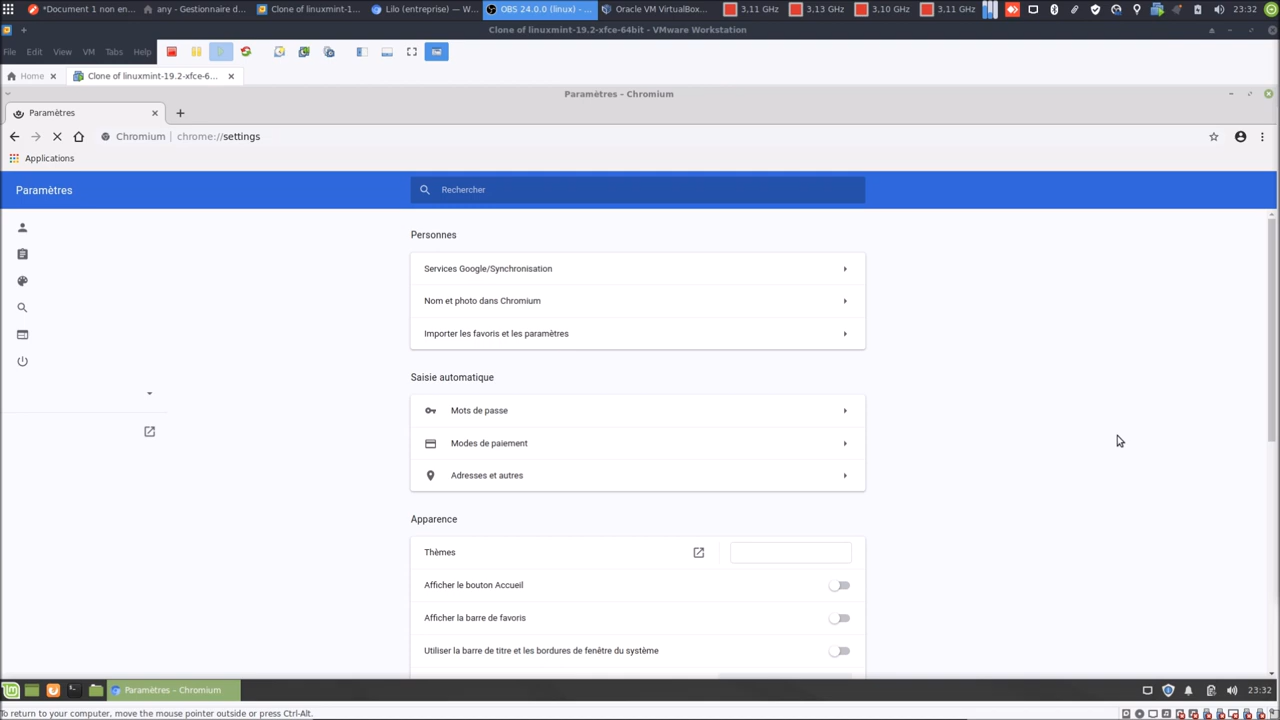 *Document 1 non en...
any - Gestionnaire d...
Clone of linuxmint-1...
Lilo (entreprise) — W...
OBS 24.0.0 (linux) - ...
Oracle VM VirtualBox...
3,11 GHz
3,13 GHz
3,10 GHz
3,11 GHz
23:32
Clone of linuxmint-19.2-xfce-64bit - VMware Workstation
File Edit View VM Tabs Help
Home
Clone of linuxmint-19.2-xfce-6...
Paramètres - Chromium
Paramètres
Chromium | chrome://settings
Applications
Paramètres
Rechercher
Personnes
Services Google/Synchronisation
Nom et photo dans Chromium
Importer les favoris et les paramètres
Saisie automatique
Mots de passe
Modes de paiement
Adresses et autres
Apparence
Thèmes
Afficher le bouton Accueil
Afficher la barre de favoris
Utiliser la barre de titre et les bordures de fenêtre du système
Paramètres - Chromium
23:32
To return to your computer, move the mouse pointer outside or press Ctrl-Alt.